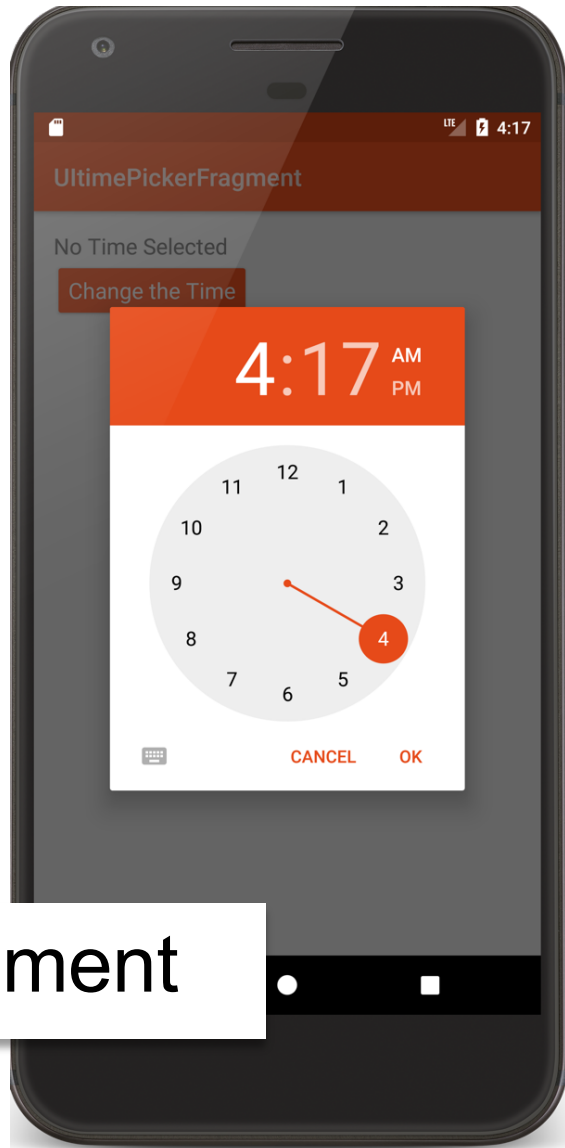 LTE 4:17
UltimePickerFragment
No Time Selected
Change the Time
4:17 AM
PM
12
11 1
10 2
9 3
8 4
7 5
6
CANCEL OK
ment